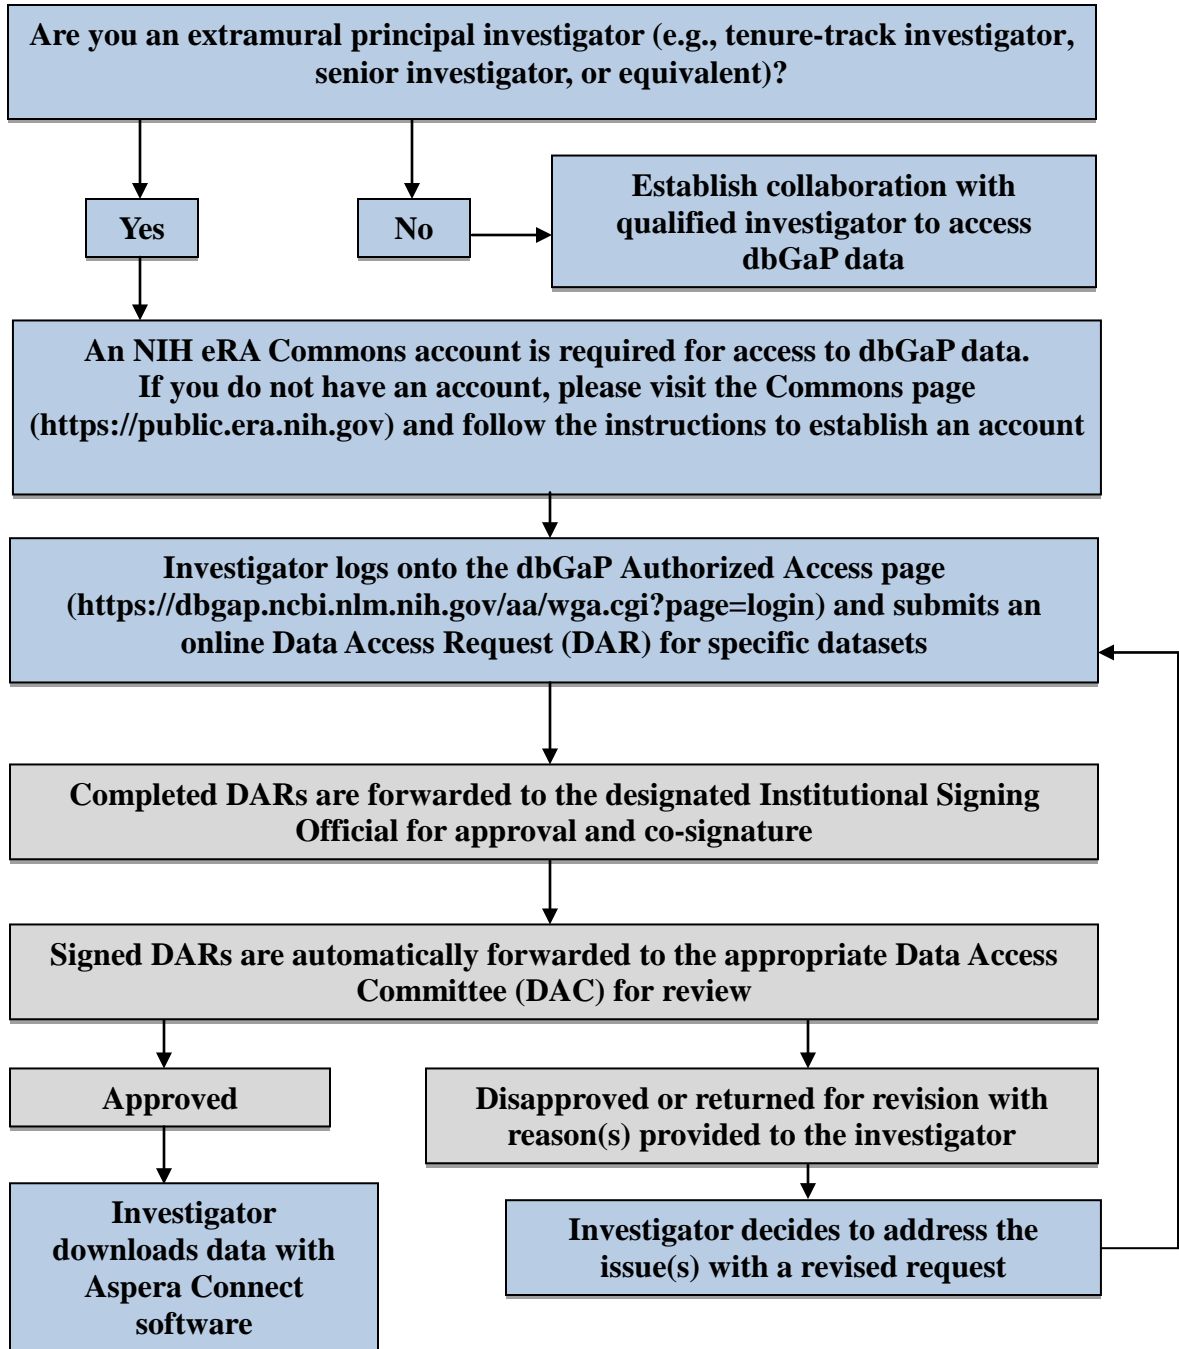 Are you an extramural principal investigator (e.g., tenure-track investigator,
senior investigator, or equivalent)?
Yes
No
Establish collaboration with
qualified investigator to access
dbGaP data
An NIH eRA Commons account is required for access to dbGaP data.
If you do not have an account, please visit the Commons page
(https://public.era.nih.gov) and follow the instructions to establish an account
Investigator logs onto the dbGaP Authorized Access page
(https://dbgap.ncbi.nlm.nih.gov/aa/wga.cgi?page=login) and submits an
online Data Access Request (DAR) for specific datasets
Completed DARs are forwarded to the designated Institutional Signing
Official for approval and co-signature
Signed DARs are automatically forwarded to the appropriate Data Access
Committee (DAC) for review
Approved
Disapproved or returned for revision with
reason(s) provided to the investigator
Investigator
downloads data with
Aspera Connect
software
Investigator decides to address the
issue(s) with a revised request